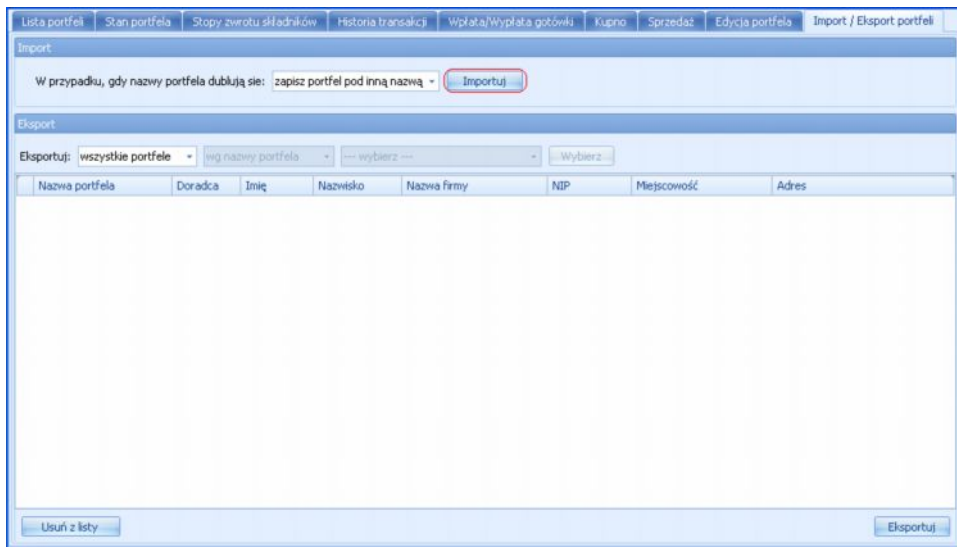 Lista portfeli Stan portfela Stopy zwrotu składników Historia transakcji Wpłata/Wypłata gotówki Kupno Sprzedaż Edycja portfela Import / Eksport portfeli
Import
W przypadku, gdy nazwy portfela dublują sie: zapisz portfel pod inną nazwą Importuj
Eksport
Eksportuj: wszystkie portfele wg nazwy portfela --- wybierz --- Wybierz
Nazwa portfela Doradca Imię Nazwisko Nazwa firmy NIP Miejscowość Adres
Usuń z listy Eksportuj